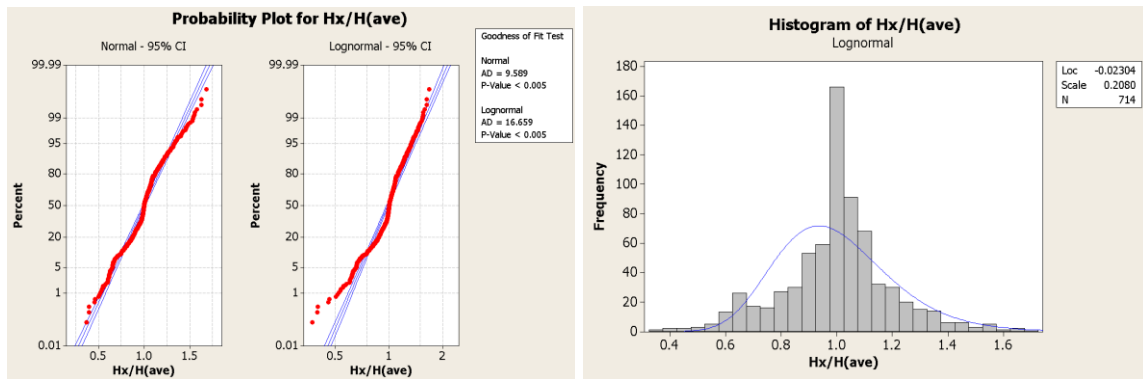 Probability Plot for Hx/H(ave)
Normal - 95% CI
Lognormal - 95% CI
Percent
99.99
99
95
80
50
20
5
1
0.01
0.5 1.0 1.5
Hx/H(ave)
Percent
99.99
99
95
80
50
20
5
1
0.01
0.5 1 2
Hx/H(ave)
Goodness of Fit Test
Normal
AD = 9.589
P-Value < 0.005
Lognormal
AD = 16.659
P-Value < 0.005
Histogram of Hx/H(ave)
Lognormal
Frequency
180
160
140
120
100
80
60
40
20
0
0.4 0.6 0.8 1.0 1.2 1.4 1.6
Hx/H(ave)
Loc -0.02304
Scale 0.2080
N 714